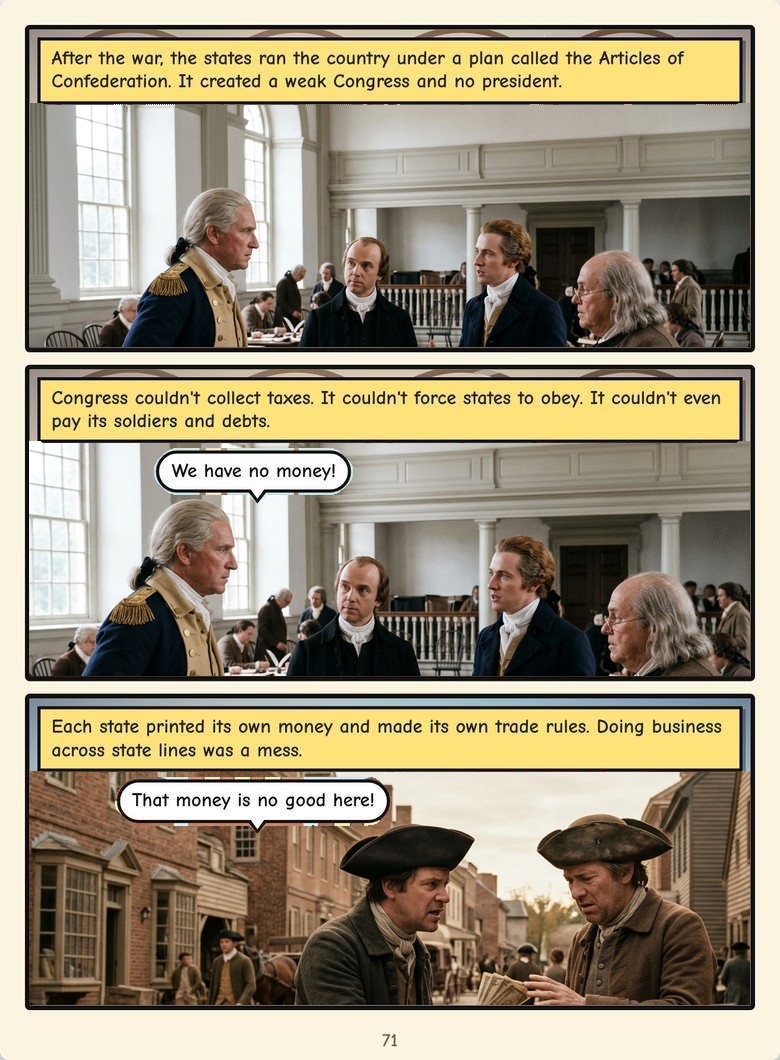 After the war, the states ran the country under a plan called the Articles of
Confederation. It created a weak Congress and no president.
Congress couldn't collect taxes. It couldn't force states to obey. It couldn't even
pay its soldiers and debts.
We have no money!
Each state printed its own money and made its own trade rules. Doing business
across state lines was a mess.
That money is no good here!
71